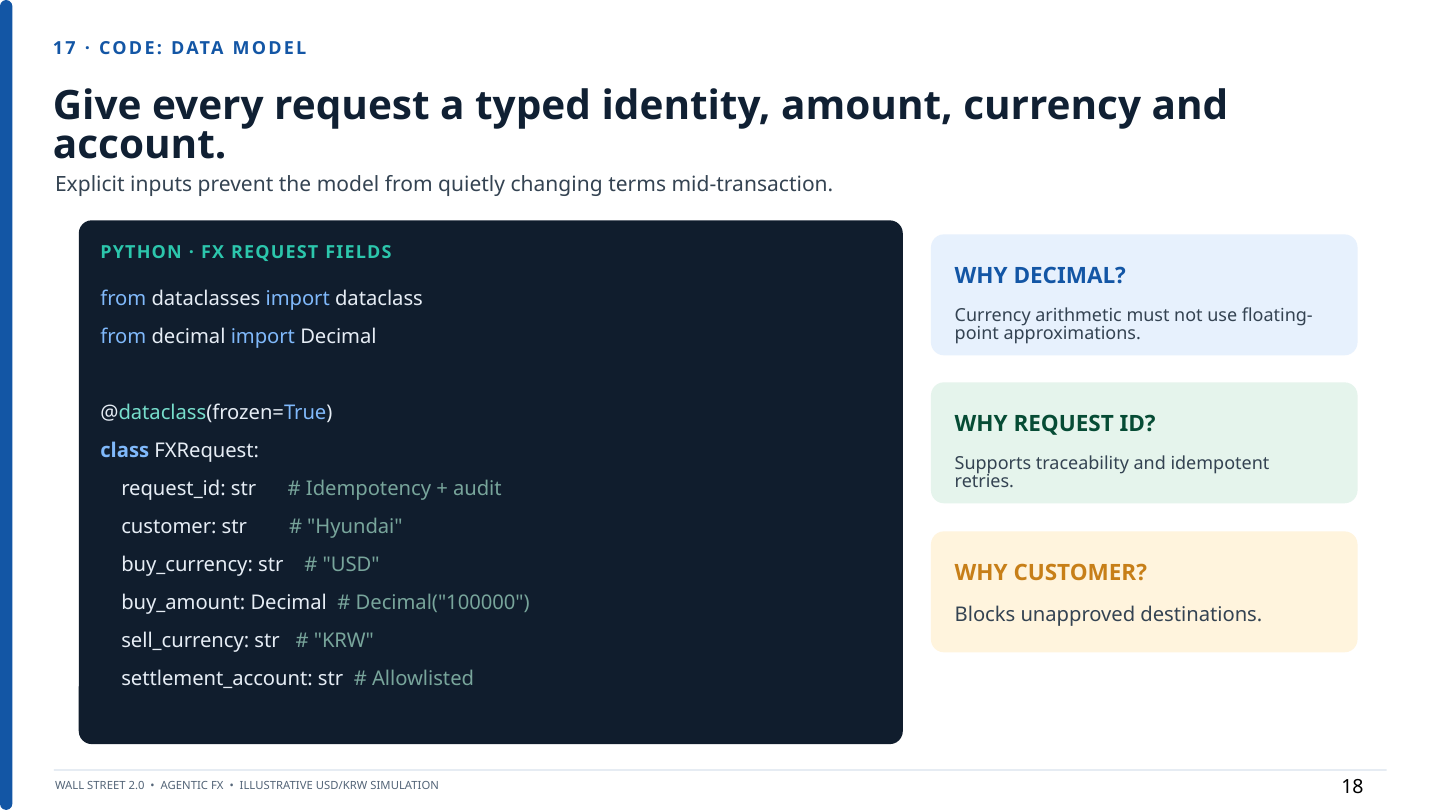 17 · CODE: DATA MODEL
Give every request a typed identity, amount, currency and
account.
Explicit inputs prevent the model from quietly changing terms mid-transaction.
PYTHON · FX REQUEST FIELDS
from dataclasses import dataclass
from decimal import Decimal
@dataclass(frozen=True)
class FXRequest:
    request_id: str      # Idempotency + audit
    customer: str        # "Hyundai"
    buy_currency: str    # "USD"
    buy_amount: Decimal  # Decimal("100000")
    sell_currency: str   # "KRW"
    settlement_account: str  # Allowlisted
WHY DECIMAL?
Currency arithmetic must not use floating-
point approximations.
WHY REQUEST ID?
Supports traceability and idempotent
retries.
WHY CUSTOMER?
Blocks unapproved destinations.
WALL STREET 2.0 • AGENTIC FX • ILLUSTRATIVE USD/KRW SIMULATION
18